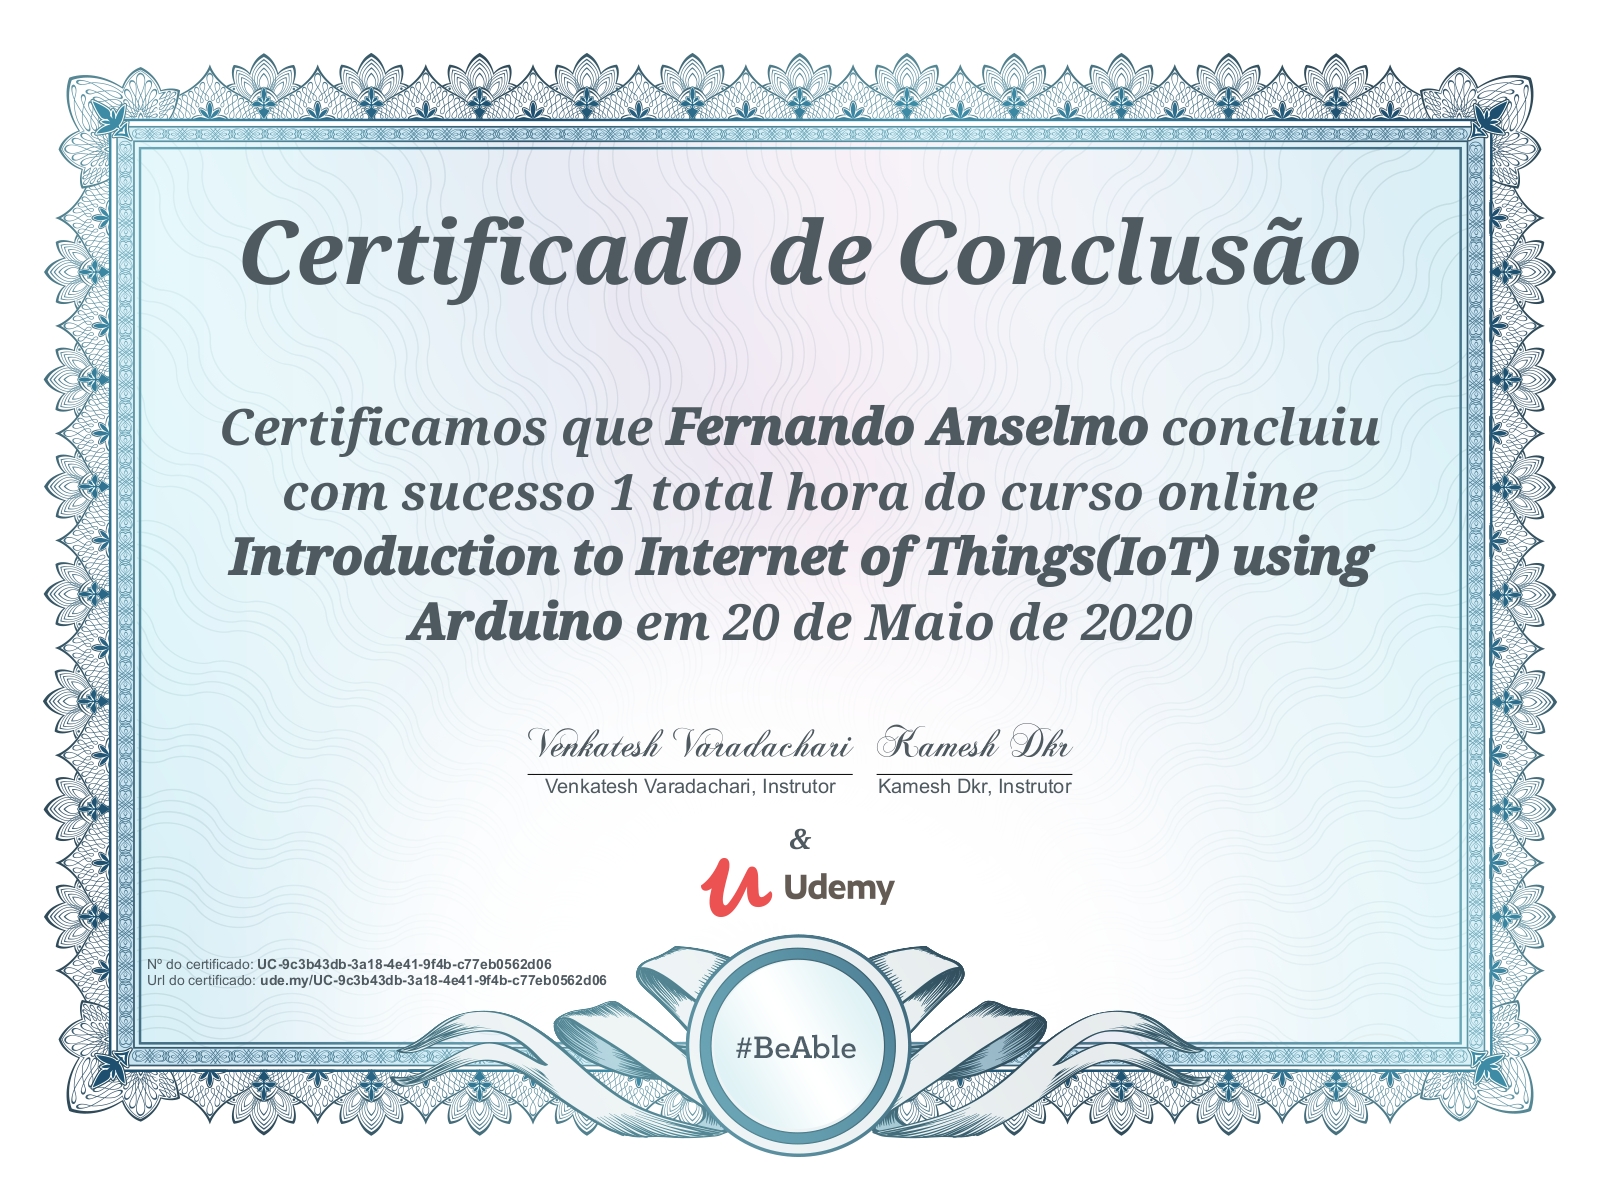 Certificado de Conclusão
Certificamos que Fernando Anselmo concluiu
com sucesso 1 total hora do curso online
Introduction to Internet of Things(IoT) using
Arduino em 20 de Maio de 2020
Venkatesh Varadachari Kamesh Dkr
Venkatesh Varadachari, Instrutor Kamesh Dkr, Instrutor
&
Udemy
Nº do certificado: UC-9c3b43db-3a18-4e41-9f4b-c77eb0562d06
Url do certificado: ude.my/UC-9c3b43db-3a18-4e41-9f4b-c77eb0562d06
#BeAble